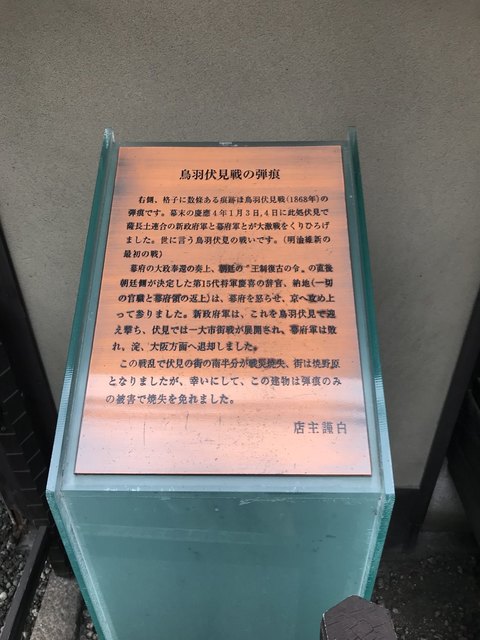 鳥羽伏見戦の弾痕
右側、格子に数條ある痕跡は鳥羽伏見戦(1868年)の
弾痕です。幕末の慶應4年1月3日,4日に此処伏見で
薩長土連合の新政府軍と幕府軍とが大激戦をくりひろげ
ました。世に言う鳥羽伏見の戦いです。(明治維新の
最初の戦)
幕府の大政奉還の奏上、朝廷の"王制復古の令〟の直後
朝廷側が決定した第15代将軍慶喜の辞官、納地(一切
の官職と幕府領の返上)は、幕府を怒らせ、京へ攻め上
って参りました。新政府軍は、これを鳥羽伏見で迎
え撃ち、伏見では一大市街戦が展開され、幕府軍は敗
れ、淀、大阪方面へ退却しました。
この戦乱で伏見の街の南半分が戦災焼失、街は焼野原
となりましたが、幸いにして、この建物は弾痕のみ
の被害で焼失を免れました。
店主謹白